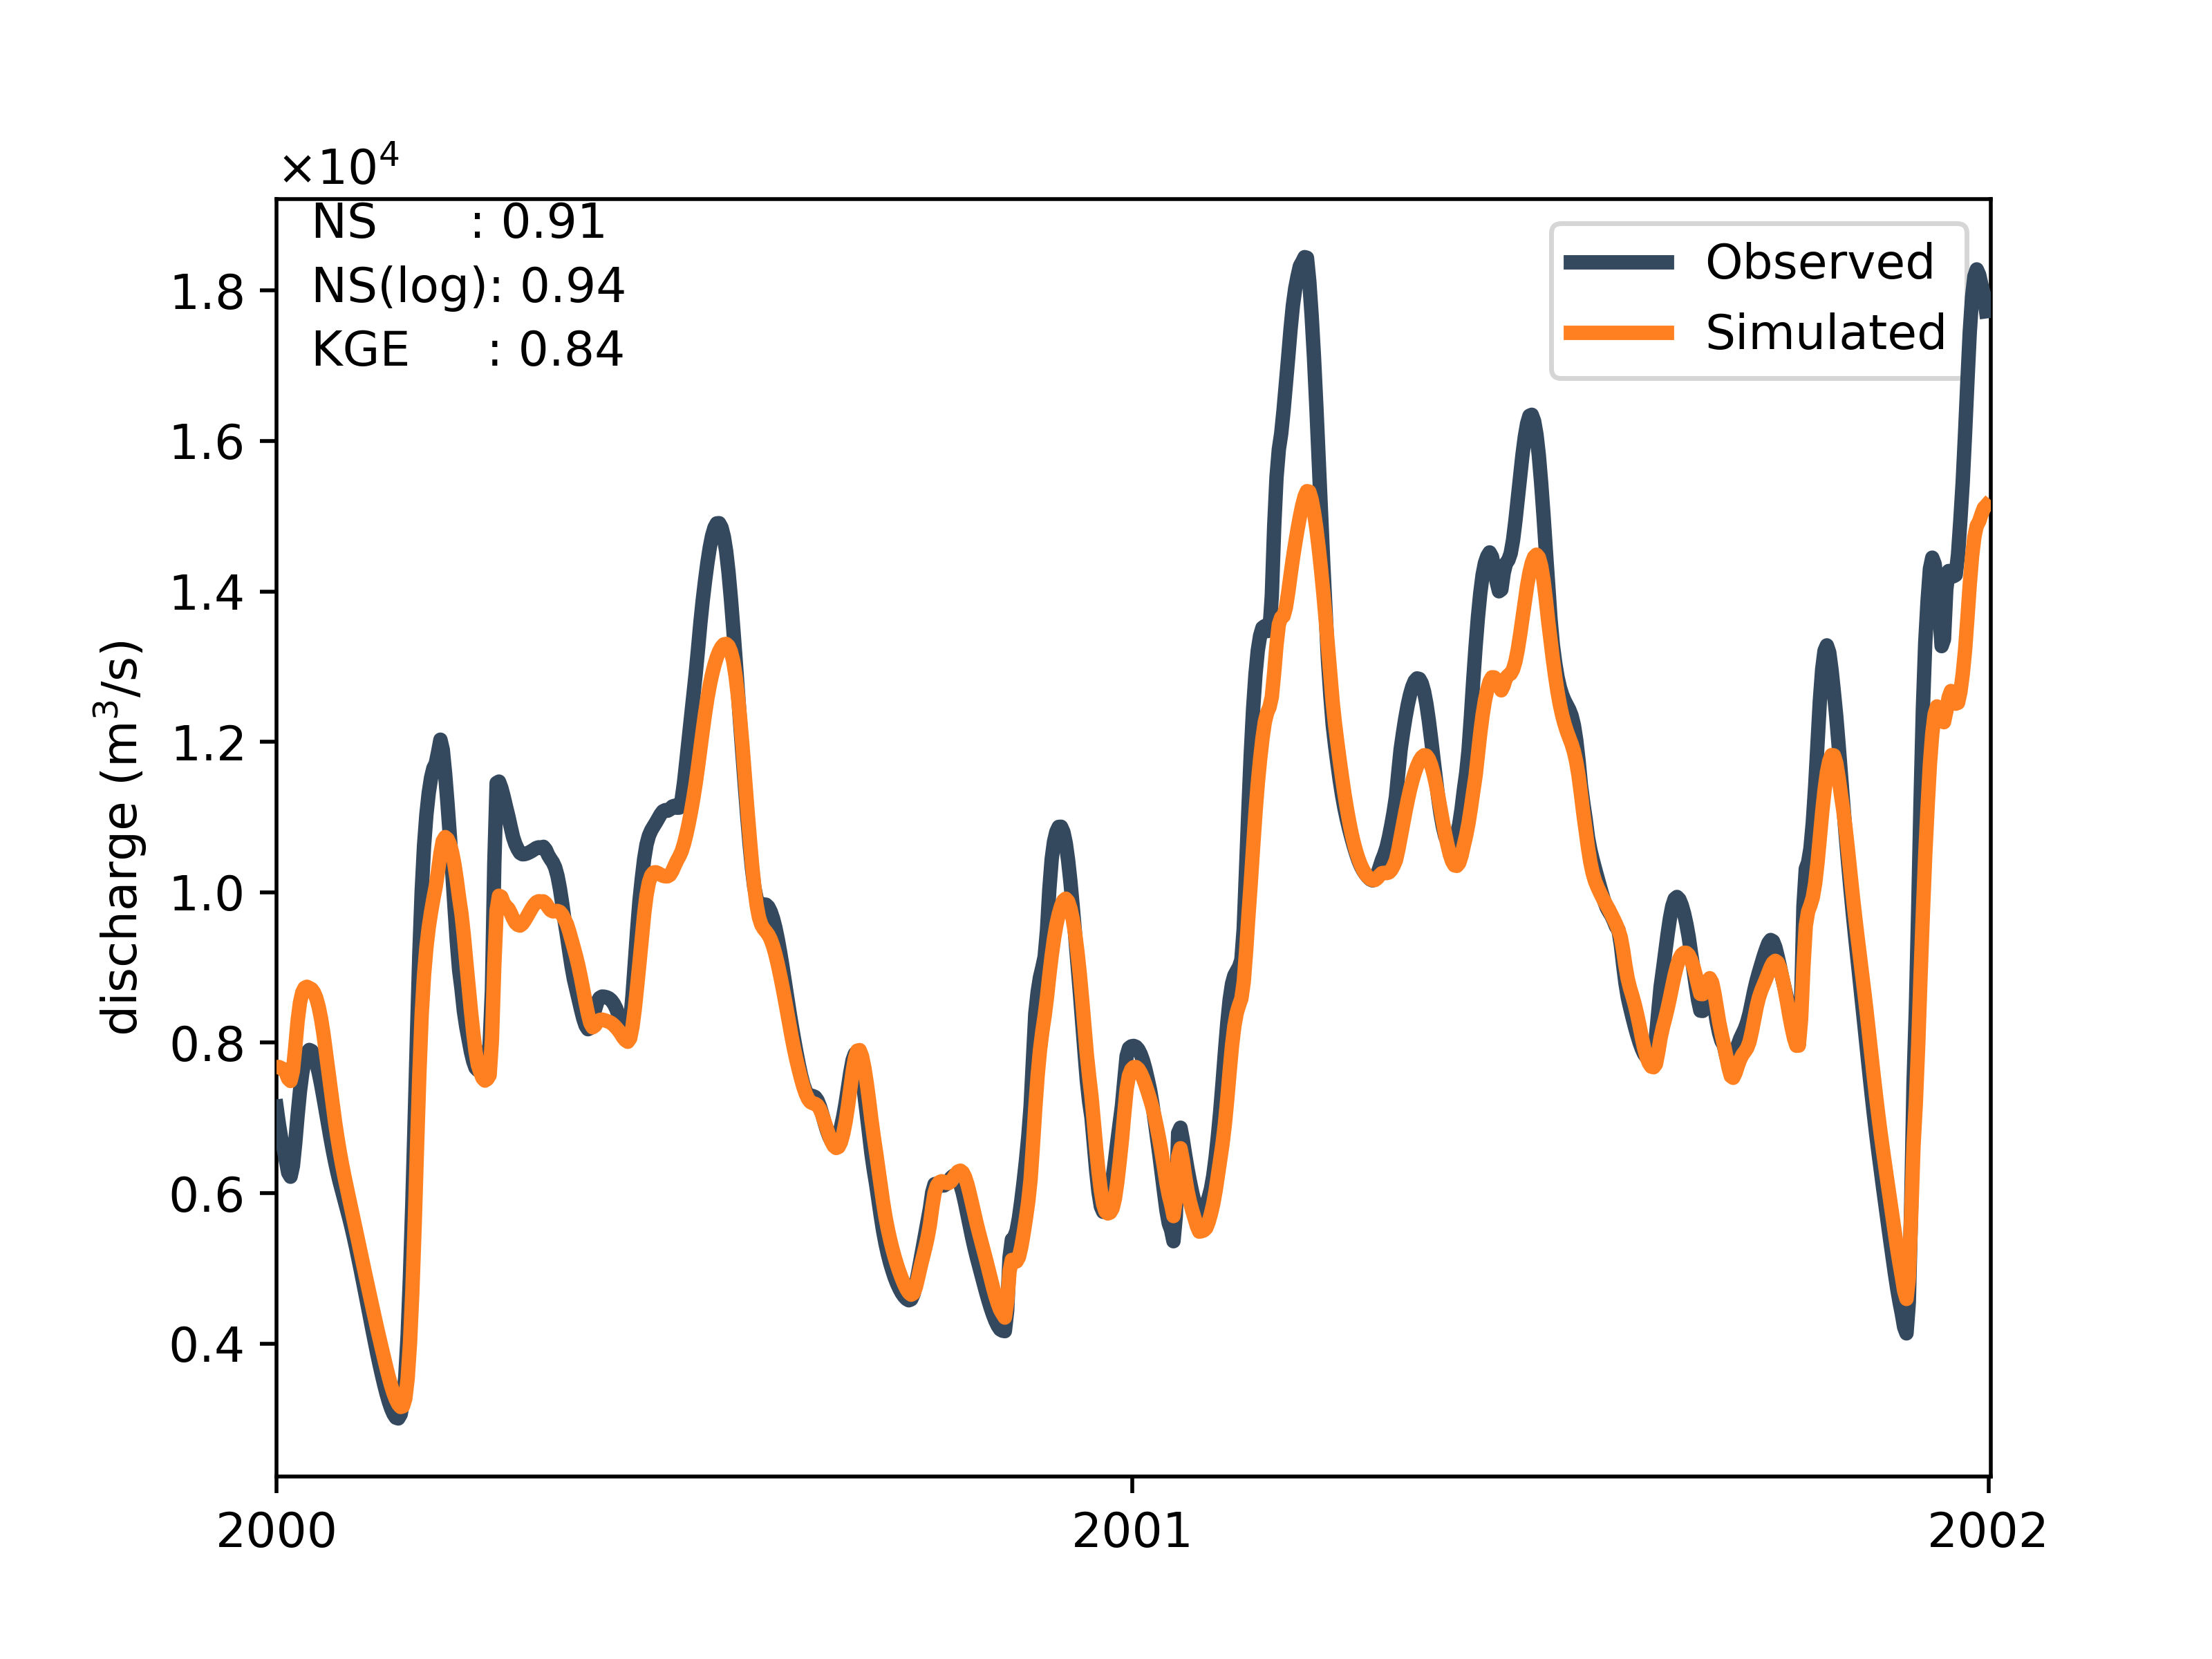 ×10⁴
NS : 0.91
NS(log): 0.94
KGE : 0.84
Observed
Simulated
discharge (m³/s)
1.8
1.6
1.4
1.2
1.0
0.8
0.6
0.4
2000
2001
2002